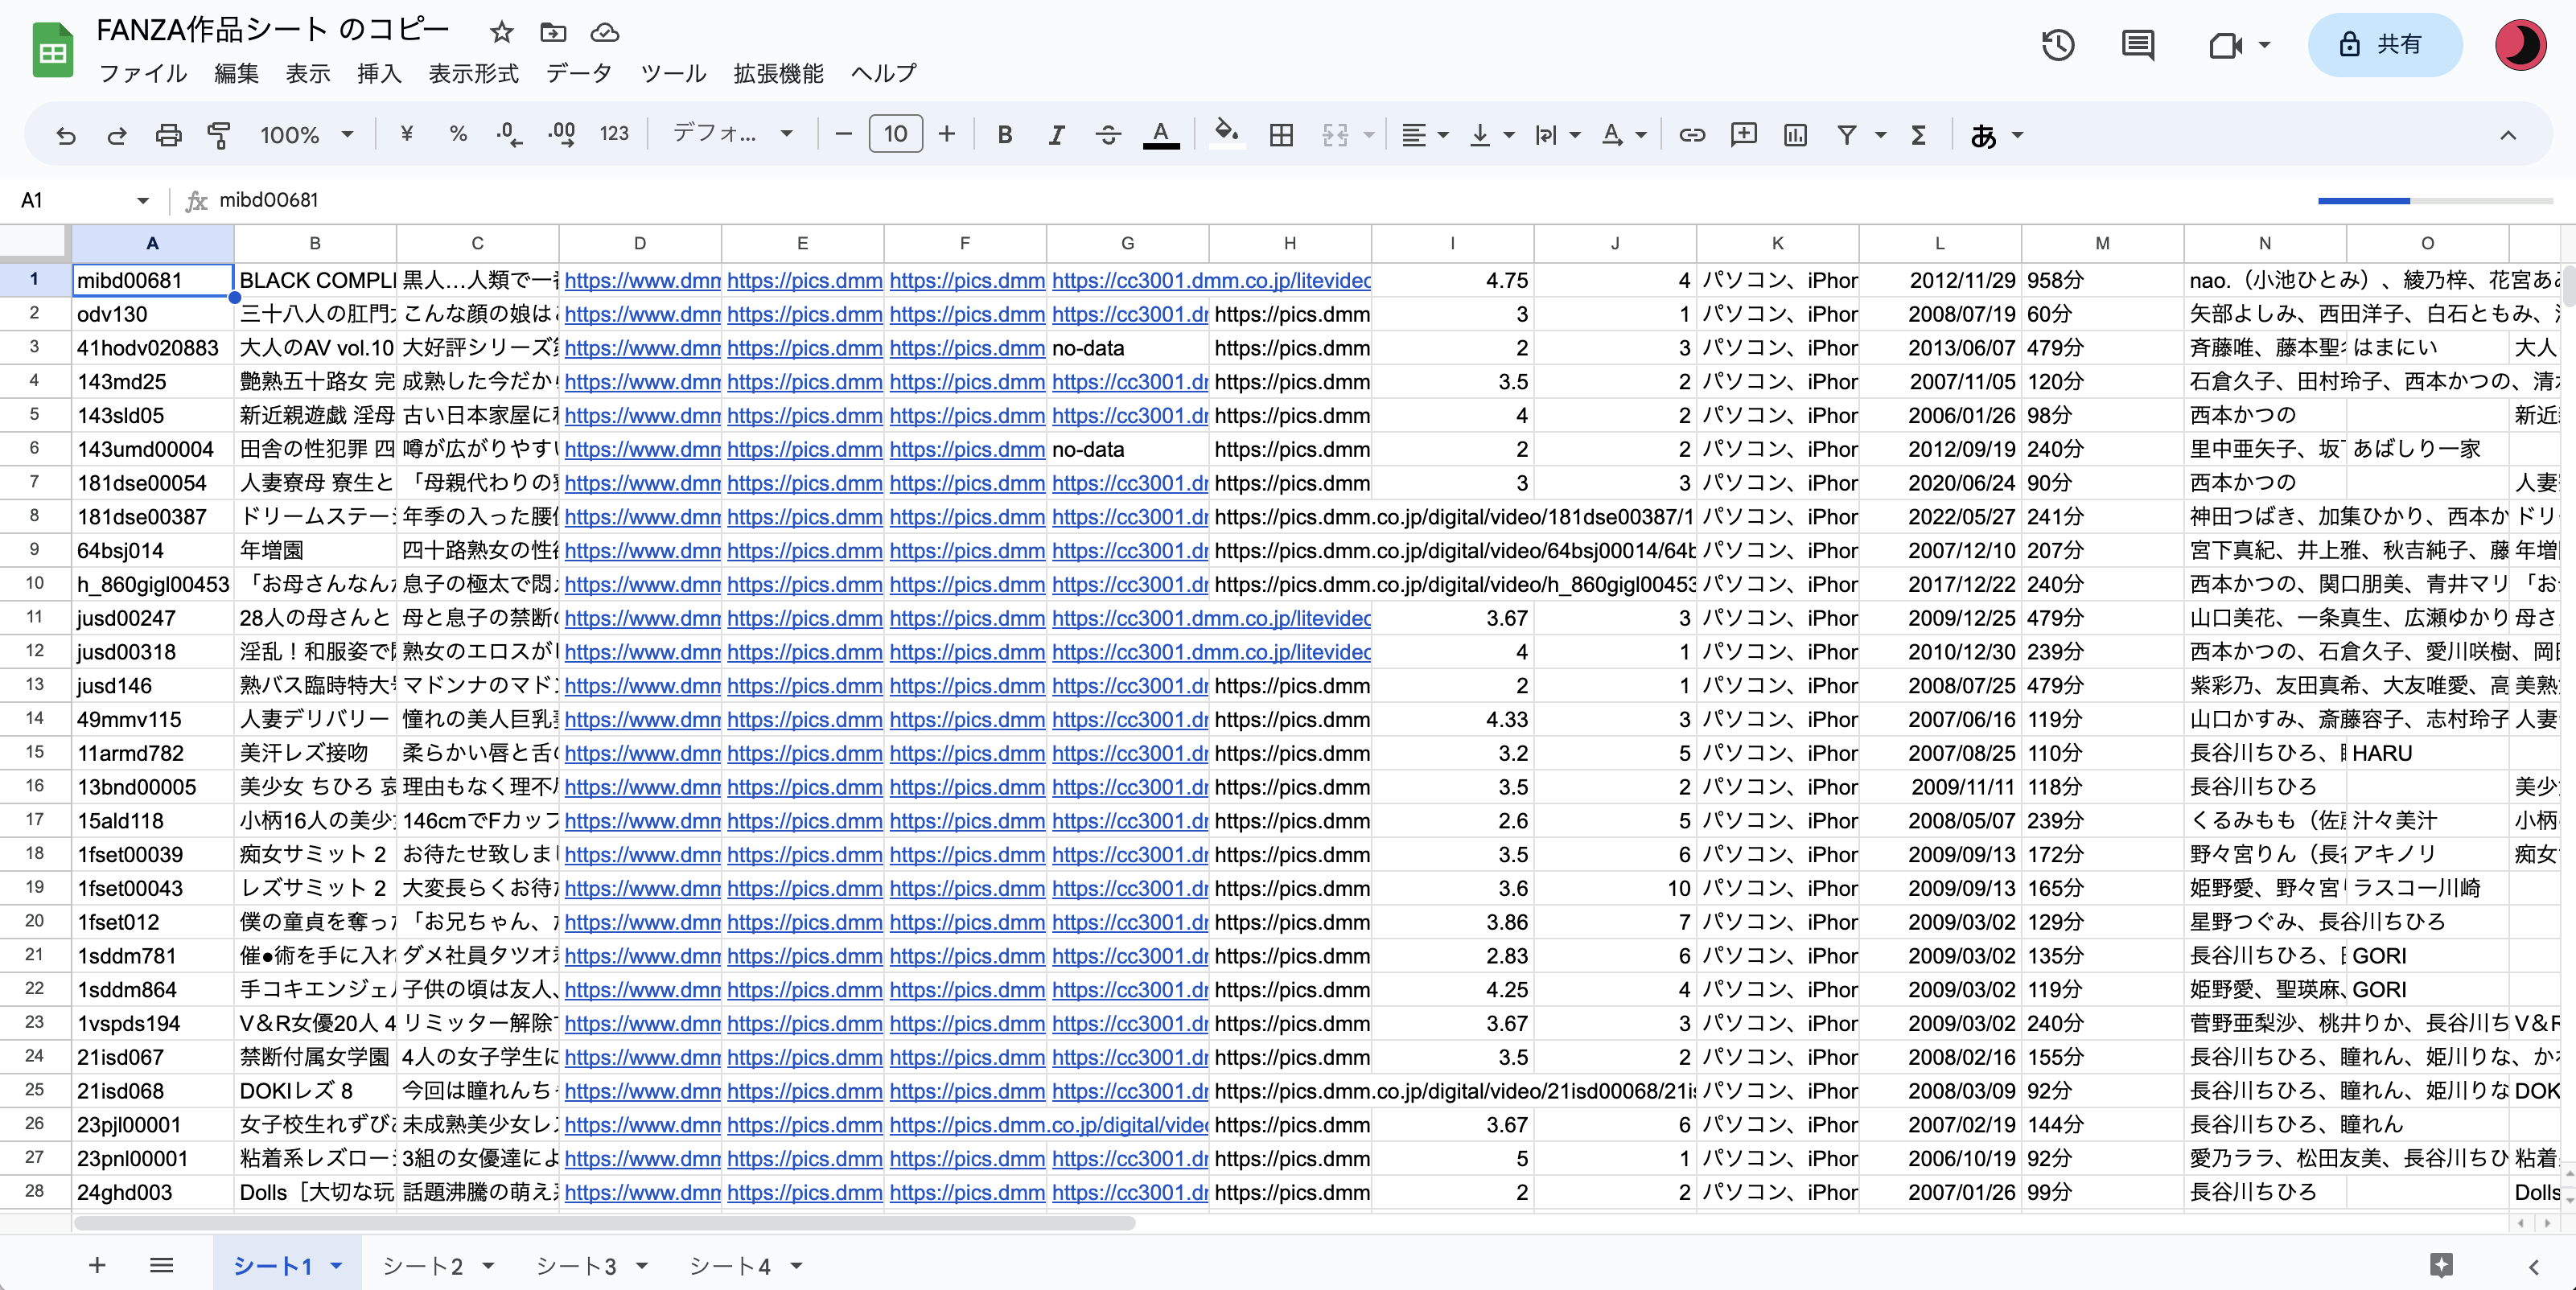 FANZA作品シート のコピー
ファイル 編集 表示 挿入 表示形式 データ ツール 拡張機能 ヘルプ
共有
100% ¥ % .0 .00 123 デフォ... 10 B I A あ
A1 fx mibd00681
A B C D E F G H I J K L M N O
1 mibd00681 BLACK COMPL 黒人…人類で一 https://www.dmm https://pics.dmm https://pics.dmm https://cc3001.dmm.co.jp/litevideo 4.75 4 パソコン、iPhor 2012/11/29 958分 nao.（小池ひとみ）、綾乃梓、花宮あ
2 odv130 三十八人の肛門 こんな顔の娘は https://www.dmm https://pics.dmm https://pics.dmm https://cc3001.dr https://pics.dmm 3 1 パソコン、iPhor 2008/07/19 60分 矢部よしみ、西田洋子、白石ともみ、
3 41hodv020883 大人のAV vol.10 大好評シリーズ https://www.dmm https://pics.dmm https://pics.dmm no-data https://pics.dmm 2 3 パソコン、iPhor 2013/06/07 479分 斉藤唯、藤本聖 はまにい 大人
4 143md25 艶熟五十路女 完 成熟した今だか https://www.dmm https://pics.dmm https://pics.dmm https://cc3001.dr https://pics.dmm 3.5 2 パソコン、iPhor 2007/11/05 120分 石倉久子、田村玲子、西本かつの、清
5 143sld05 新近親遊戯 淫母 古い日本家屋に https://www.dmm https://pics.dmm https://pics.dmm https://cc3001.dr https://pics.dmm 4 2 パソコン、iPhor 2006/01/26 98分 西本かつの 新近
6 143umd00004 田舎の性犯罪 四 噂が広がりやす https://www.dmm https://pics.dmm https://pics.dmm no-data https://pics.dmm 2 2 パソコン、iPhor 2012/09/19 240分 里中亜矢子、坂 あばしり一家
7 181dse00054 人妻寮母 寮生と 「母親代わりの https://www.dmm https://pics.dmm https://pics.dmm https://cc3001.dr https://pics.dmm 3 3 パソコン、iPhor 2020/06/24 90分 西本かつの 人妻
8 181dse00387 ドリームステー 年季の入った腰 https://www.dmm https://pics.dmm https://pics.dmm https://cc3001.dr https://pics.dmm.co.jp/digital/video/181dse00387/1 パソコン、iPhor 2022/05/27 241分 神田つばき、加集ひかり、西本か ドリ
9 64bsj014 年増園 四十路熟女の性 https://www.dmm https://pics.dmm https://pics.dmm https://cc3001.dr https://pics.dmm.co.jp/digital/video/64bsj00014/64b パソコン、iPhor 2007/12/10 207分 宮下真紀、井上雅、秋吉純子、藤 年増
10 h_860gigl00453 「お母さんなん 息子の極太で悶 https://www.dmm https://pics.dmm https://pics.dmm https://cc3001.dr https://pics.dmm.co.jp/digital/video/h_860gigl00453 パソコン、iPhor 2017/12/22 240分 西本かつの、関口朋美、青井マリ 「お
11 jusd00247 28人の母さんと 母と息子の禁断 https://www.dmm https://pics.dmm https://pics.dmm https://cc3001.dmm.co.jp/litevideo 3.67 3 パソコン、iPhor 2009/12/25 479分 山口美花、一条真生、広瀬ゆかり 母さ
12 jusd00318 淫乱！和服姿で 熟女のエロスが https://www.dmm https://pics.dmm https://pics.dmm https://cc3001.dmm.co.jp/litevideo 4 1 パソコン、iPhor 2010/12/30 239分 西本かつの、石倉久子、愛川咲樹、岡
13 jusd146 熟バス臨時特大 マドンナのマド https://www.dmm https://pics.dmm https://pics.dmm https://cc3001.dr https://pics.dmm 2 1 パソコン、iPhor 2008/07/25 479分 紫彩乃、友田真希、大友唯愛、高 美熟
14 49mmv115 人妻デリバリー 憧れの美人巨乳 https://www.dmm https://pics.dmm https://pics.dmm https://cc3001.dr https://pics.dmm 4.33 3 パソコン、iPhor 2007/06/16 119分 山口かすみ、斎藤容子、志村玲子 人妻
15 11armd782 美汗レズ接吻 柔らかい唇と舌 https://www.dmm https://pics.dmm https://pics.dmm https://cc3001.dr https://pics.dmm 3.2 5 パソコン、iPhor 2007/08/25 110分 長谷川ちひろ、 HARU
16 13bnd00005 美少女 ちひろ 哀 理由もなく理不 https://www.dmm https://pics.dmm https://pics.dmm https://cc3001.dr https://pics.dmm 3.5 2 パソコン、iPhor 2009/11/11 118分 長谷川ちひろ 美少
17 15ald118 小柄16人の美少 146cmでFカップ https://www.dmm https://pics.dmm https://pics.dmm https://cc3001.dr https://pics.dmm 2.6 5 パソコン、iPhor 2008/05/07 239分 くるみもも（佐 汁々美汁 小柄
18 1fset00039 痴女サミット 2 お待たせ致しま https://www.dmm https://pics.dmm https://pics.dmm https://cc3001.dr https://pics.dmm 3.5 6 パソコン、iPhor 2009/09/13 172分 野々宮りん（長 アキノリ 痴女
19 1fset00043 レズサミット 2 大変長らくお待 https://www.dmm https://pics.dmm https://pics.dmm https://cc3001.dr https://pics.dmm 3.6 10 パソコン、iPhor 2009/09/13 165分 姫野愛、野々宮 ラスコー川崎
20 1fset012 僕の童貞を奪っ 「お兄ちゃん、 https://www.dmm https://pics.dmm https://pics.dmm https://cc3001.dr https://pics.dmm 3.86 7 パソコン、iPhor 2009/03/02 129分 星野つぐみ、長谷川ちひろ
21 1sddm781 催●術を手に入れ ダメ社員タツオ https://www.dmm https://pics.dmm https://pics.dmm https://cc3001.dr https://pics.dmm 2.83 6 パソコン、iPhor 2009/03/02 135分 長谷川ちひろ、 GORI
22 1sddm864 手コキエンジェ 子供の頃は友人、 https://www.dmm https://pics.dmm https://pics.dmm https://cc3001.dr https://pics.dmm 4.25 4 パソコン、iPhor 2009/03/02 119分 姫野愛、聖瑛麻、 GORI
23 1vspds194 V＆R女優20人 4 リミッター解除 https://www.dmm https://pics.dmm https://pics.dmm https://cc3001.dr https://pics.dmm 3.67 3 パソコン、iPhor 2009/03/02 240分 菅野亜梨沙、桃井りか、長谷川ち V＆R
24 21isd067 禁断付属女学園 4人の女子学生に https://www.dmm https://pics.dmm https://pics.dmm https://cc3001.dr https://pics.dmm 3.5 2 パソコン、iPhor 2008/02/16 155分 長谷川ちひろ、瞳れん、姫川りな、か
25 21isd068 DOKIレズ 8 今回は瞳れんち https://www.dmm https://pics.dmm https://pics.dmm https://cc3001.dr https://pics.dmm.co.jp/digital/video/21isd00068/21is パソコン、iPhor 2008/03/09 92分 長谷川ちひろ、瞳れん、姫川りな DOK
26 23pjl00001 女子校生れずび 未成熟美少女レ https://www.dmm https://pics.dmm https://pics.dmm.co.jp/digital/video https://pics.dmm 3.67 6 パソコン、iPhor 2007/02/19 144分 長谷川ちひろ、瞳れん
27 23pnl00001 粘着系レズロー 3組の女優達によ https://www.dmm https://pics.dmm https://pics.dmm https://cc3001.dr https://pics.dmm 5 1 パソコン、iPhor 2006/10/19 92分 愛乃ララ、松田友美、長谷川ちひ 粘着
28 24ghd003 Dolls［大切な玩 話題沸騰の萌え https://www.dmm https://pics.dmm https://pics.dmm https://cc3001.dr https://pics.dmm 2 2 パソコン、iPhor 2007/01/26 99分 長谷川ちひろ Dolls
シート1 シート2 シート3 シート4